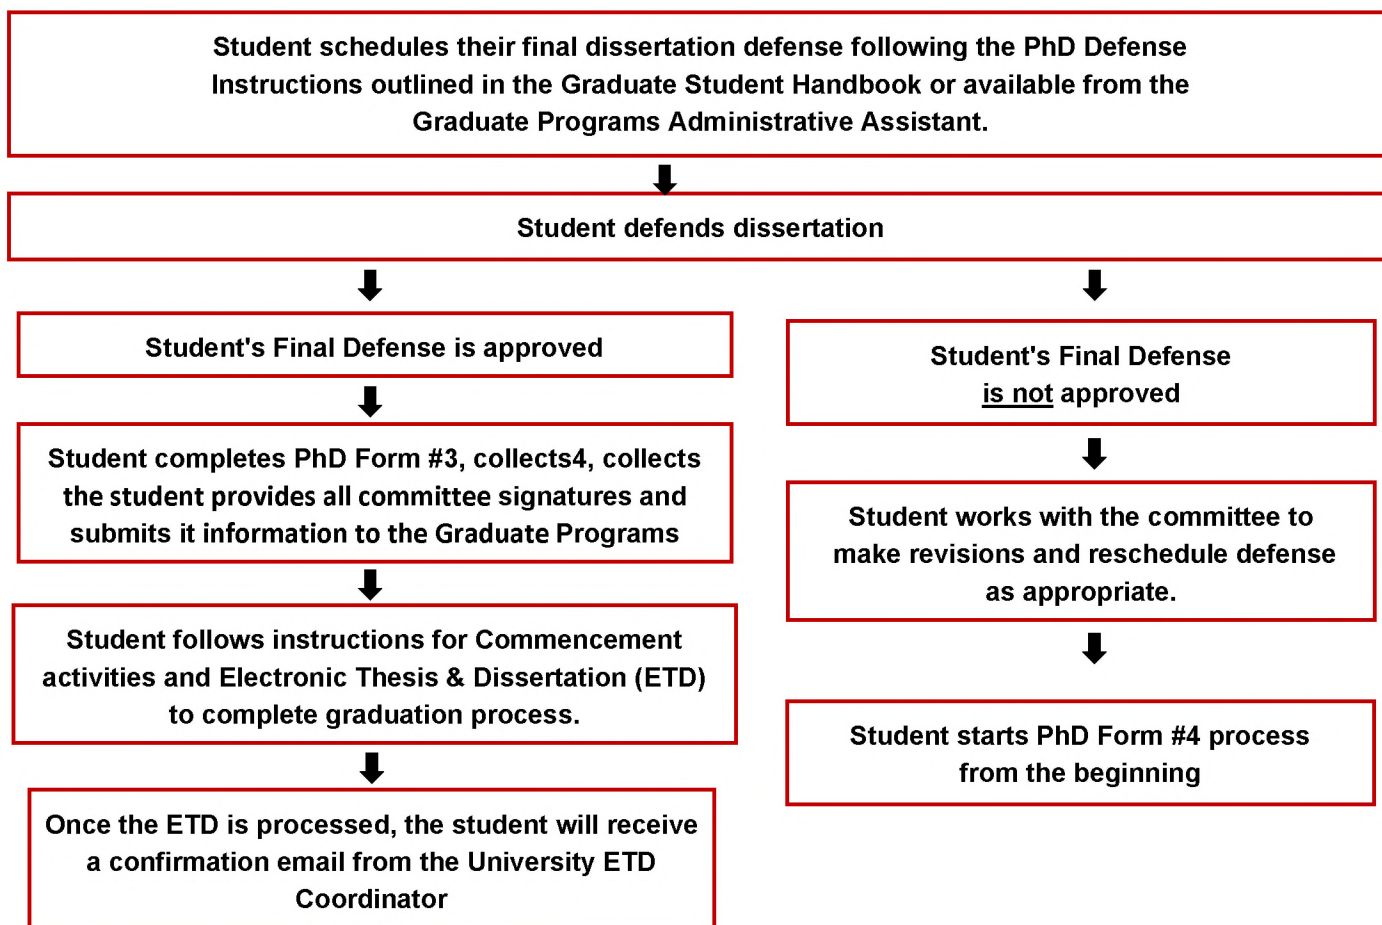 Student schedules their final dissertation defense following the PhD Defense
Instructions outlined in the Graduate Student Handbook or available from the
Graduate Programs Administrative Assistant.
Student defends dissertation
Student's Final Defense is approved
Student completes PhD Form #3, collects4, collects
the student provides all committee signatures and
submits it information to the Graduate Programs
Student follows instructions for Commencement
activities and Electronic Thesis & Dissertation (ETD)
to complete graduation process.
Once the ETD is processed, the student will receive
a confirmation email from the University ETD
Coordinator
Student's Final Defense
is not approved
Student works with the committee to
make revisions and reschedule defense
as appropriate.
Student starts PhD Form #4 process
from the beginning